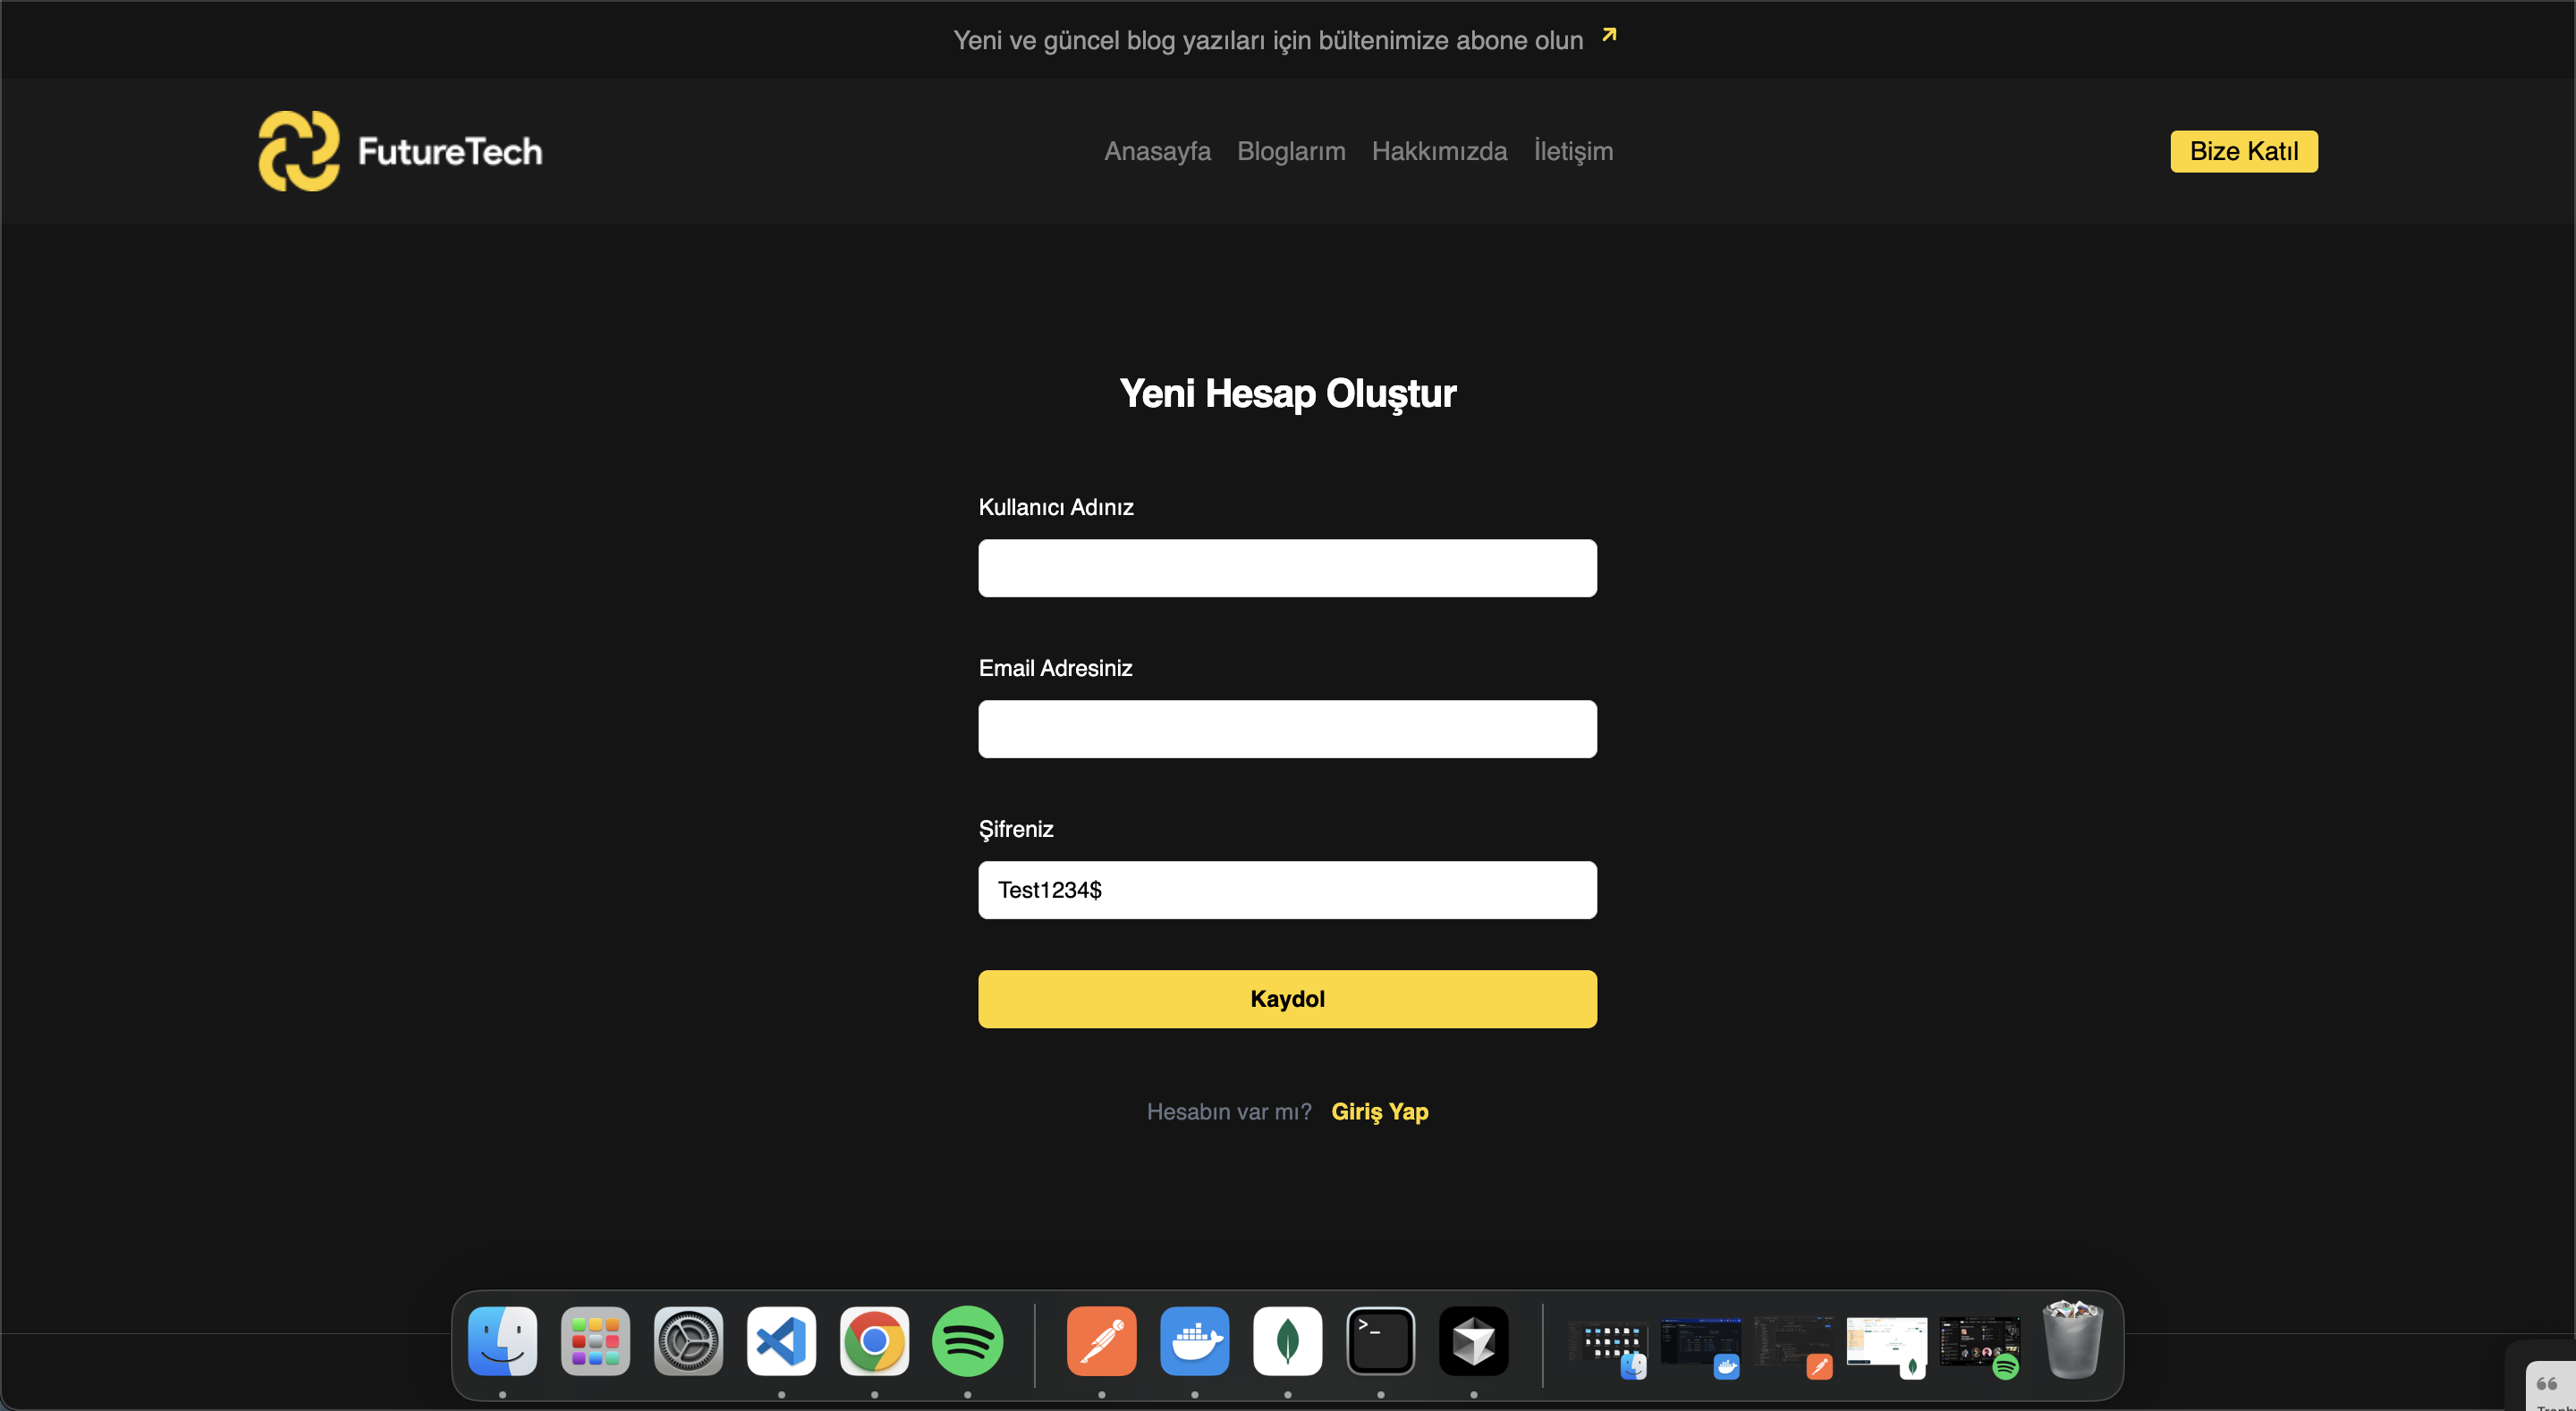 Yeni ve güncel blog yazıları için bültenimize abone olun
FutureTech
Anasayfa Bloglarım Hakkımızda İletişim
Bize Katıl
Yeni Hesap Oluştur
Kullanıcı Adınız
Email Adresiniz
Şifreniz
Test1234$
Kaydol
Hesabın var mı? Giriş Yap